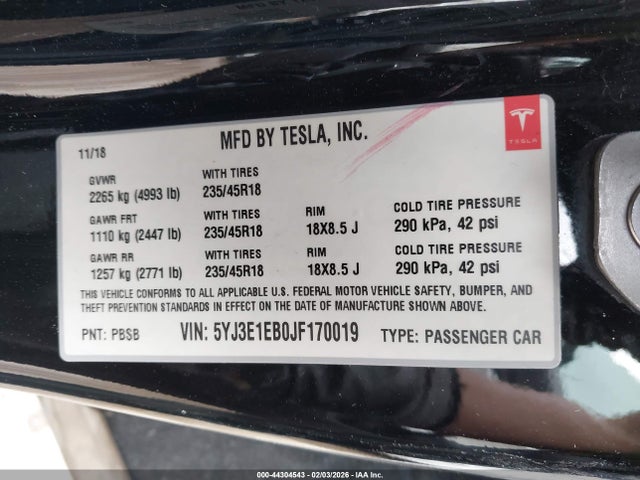 MFD BY TESLA, INC.
TESLA
11/18
GVWR WITH TIRES
2265 kg (4993 lb) 235/45R18
GAWR FRT WITH TIRES RIM COLD TIRE PRESSURE
1110 kg (2447 lb) 235/45R18 18X8.5 J 290 kPa, 42 psi
GAWR RR WITH TIRES RIM COLD TIRE PRESSURE
1257 kg (2771 lb) 235/45R18 18X8.5 J 290 kPa, 42 psi
THIS VEHICLE CONFORMS TO ALL APPLICABLE U.S. FEDERAL MOTOR VEHICLE SAFETY, BUMPER, AND
THEFT PREVENTION STANDARDS IN EFFECT ON THE DATE OF MANUFACTURE SHOWN ABOVE.
PNT: PBSB VIN: 5YJ3E1EB0JF170019 TYPE: PASSENGER CAR
000-44304543 - 02/03/2026 - IAA Inc.